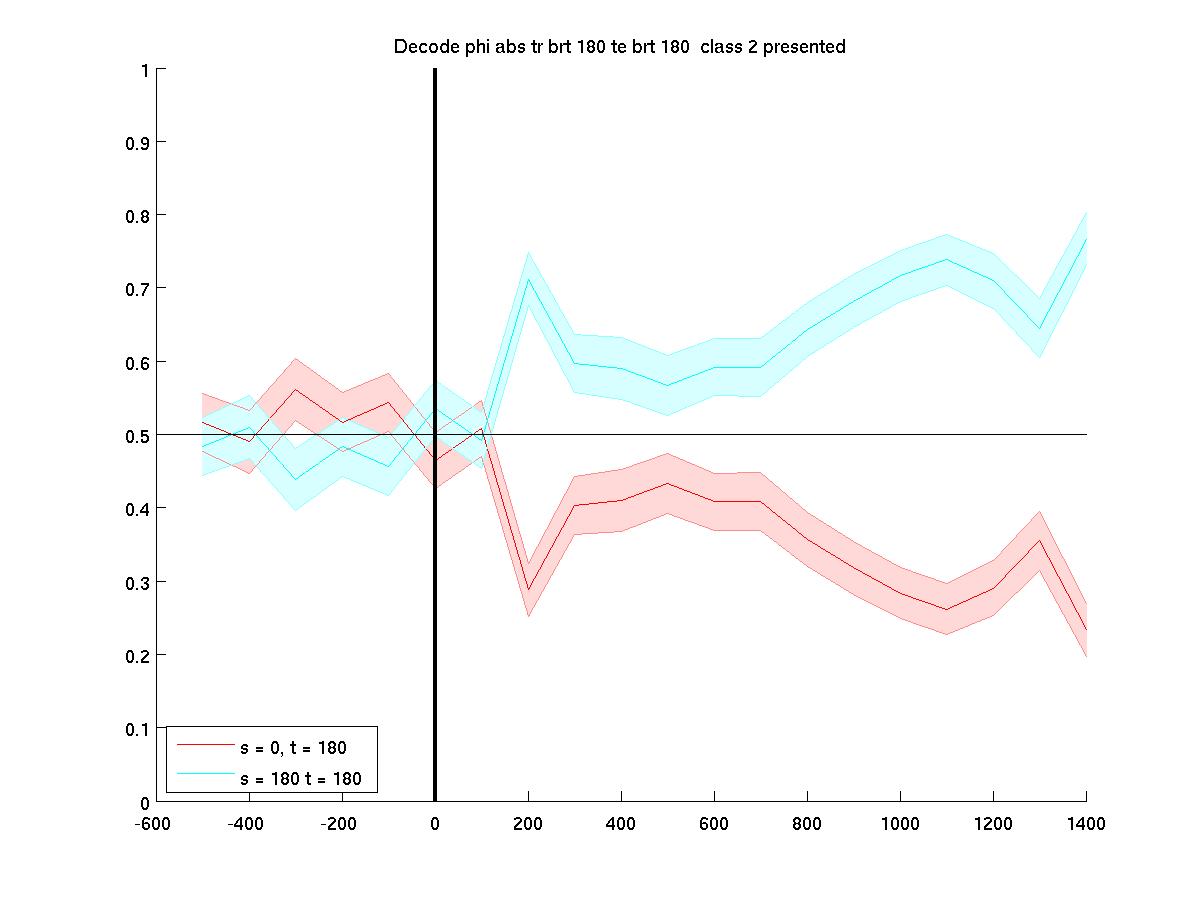 Decode phi abs tr brt 180 te brt 180  class 2 presented
1
0.9
0.8
0.7
0.6
0.5
0.4
0.3
0.2
0.1
0
s = 0, t = 180
s = 180 t = 180
-600 -400 -200 0 200 400 600 800 1000 1200 1400